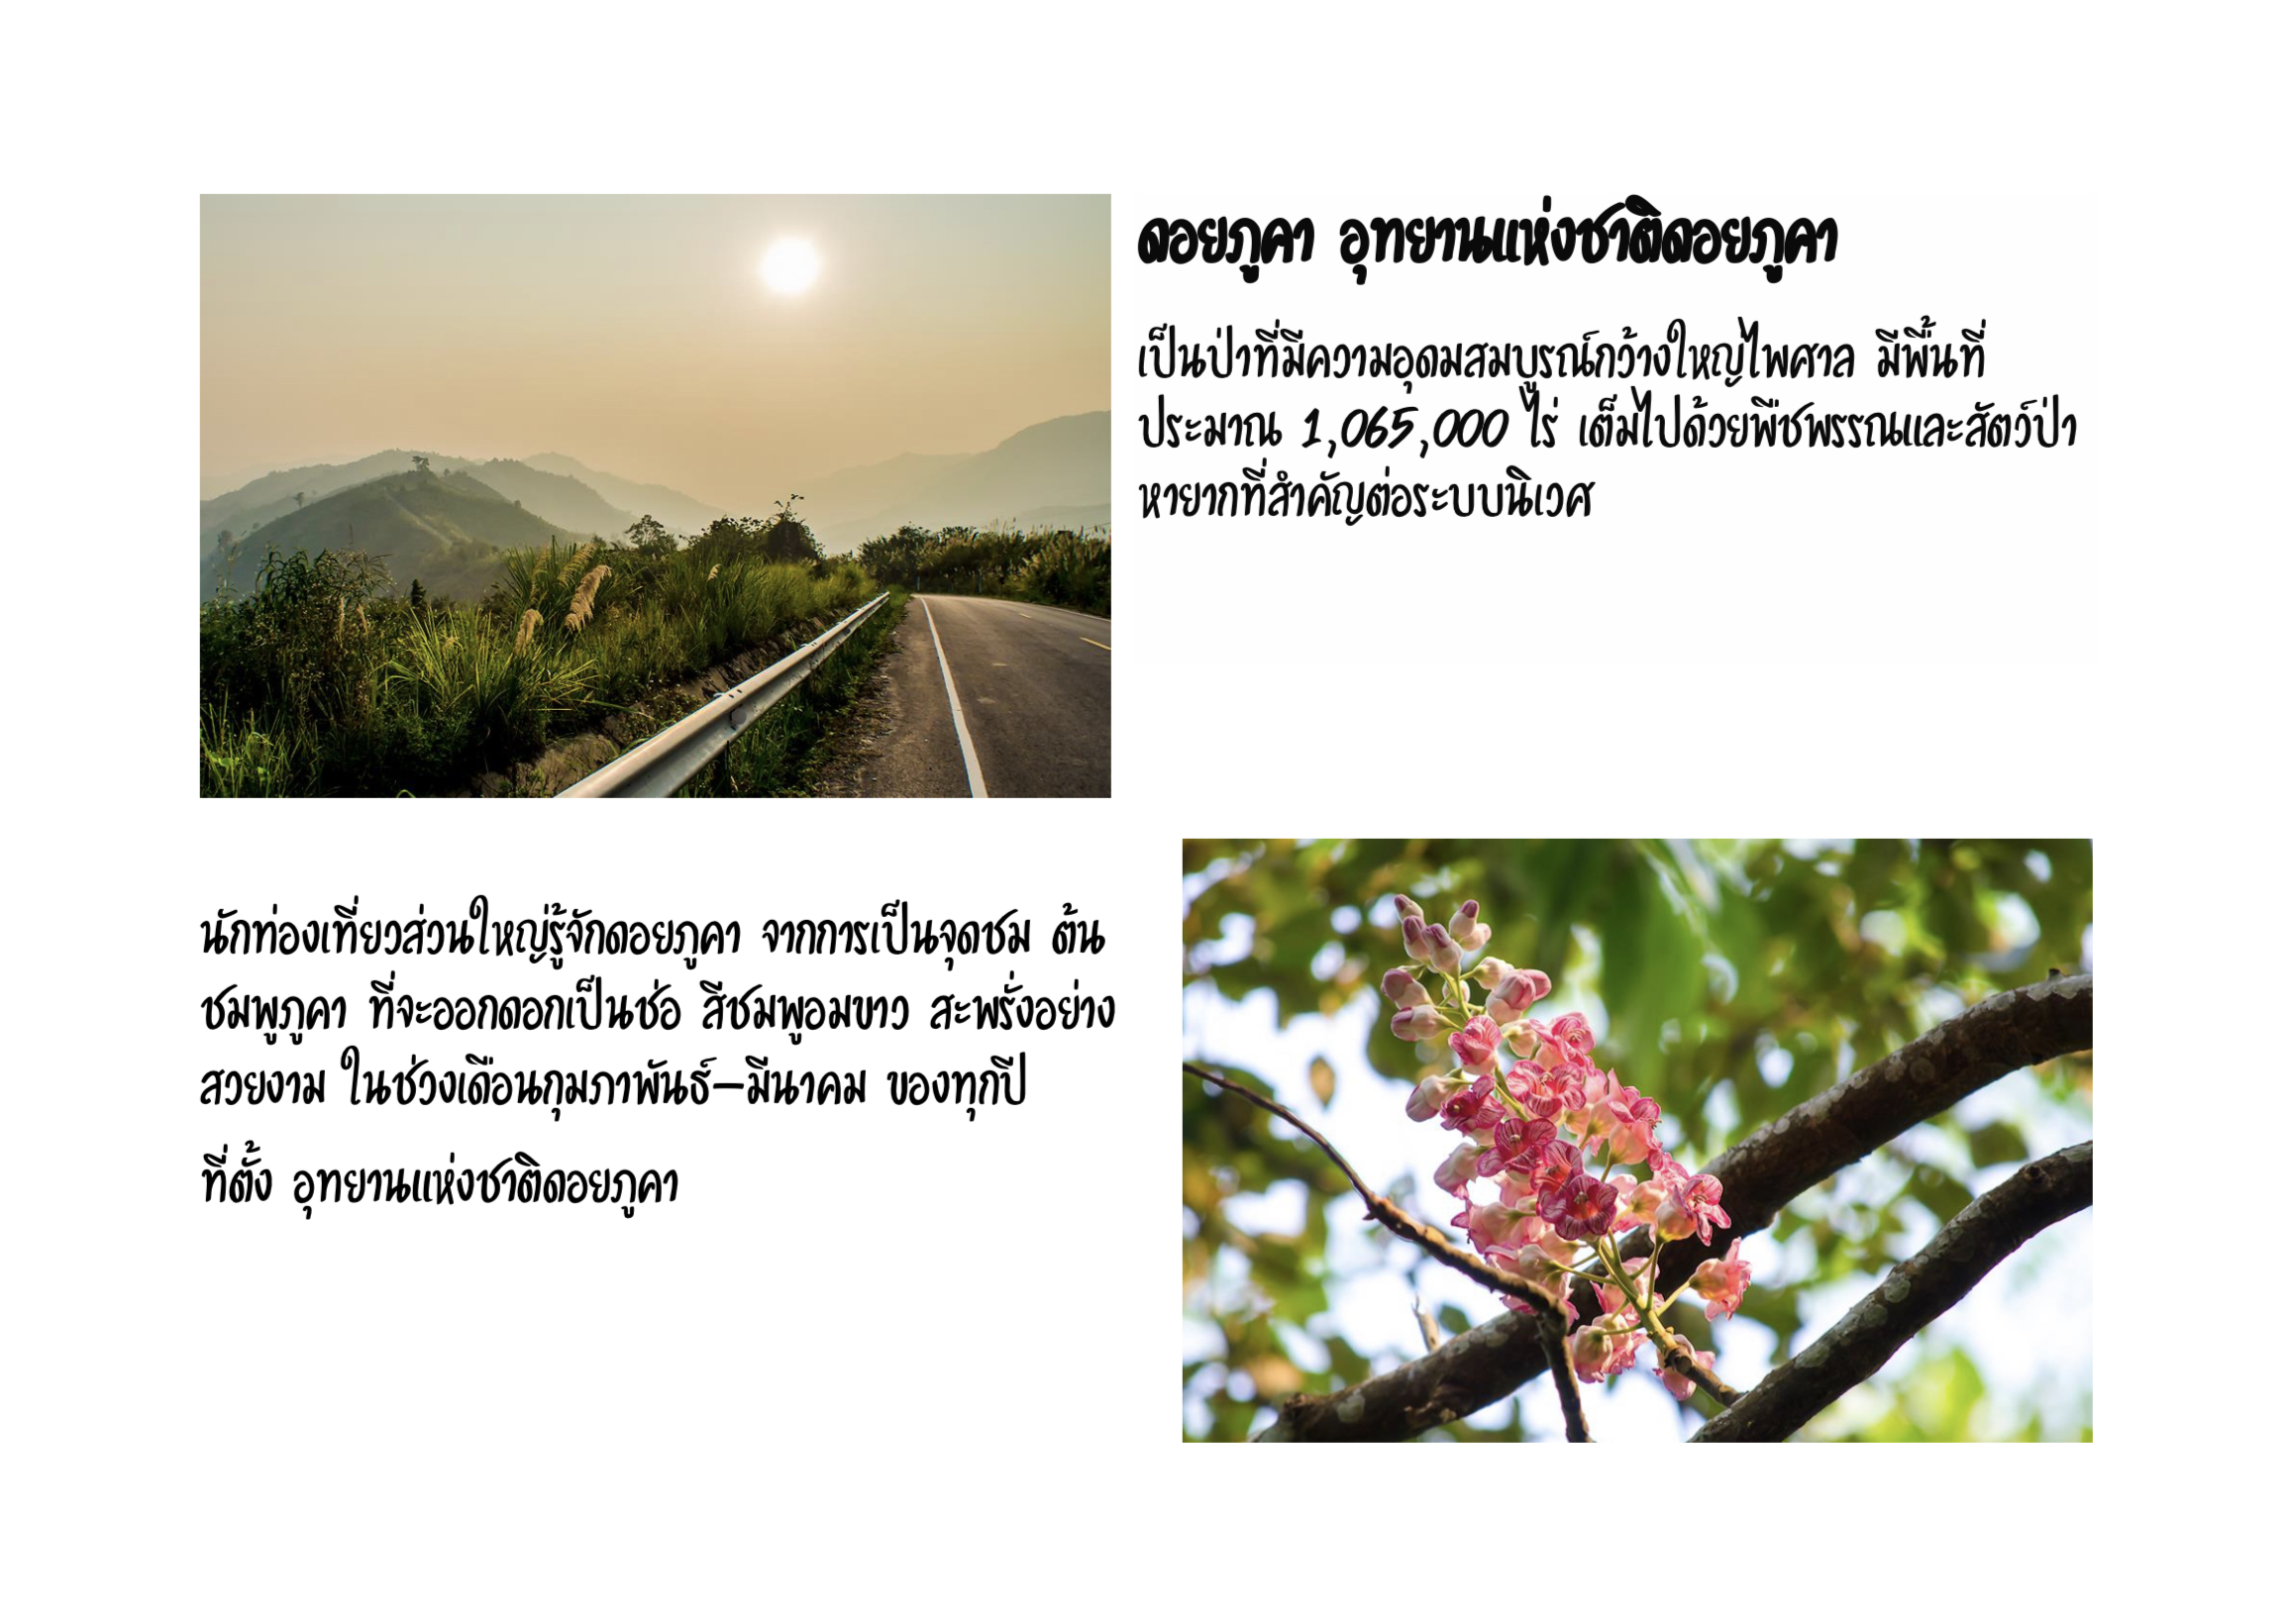 ดอยภูคา อุทยานแห่งชาติดอยภูคา
เป็นป่าที่มีความอุดมสมบูรณ์กว้างใหญ่ไพศาล มีพื้นที่
ประมาณ 1,065,000 ไร่ เต็มไปด้วยพืชพรรณและสัตว์ป่า
หายากที่สำคัญต่อระบบนิเวศ
นักท่องเที่ยวส่วนใหญ่รู้จักดอยภูคา จากการเป็นจุดชม ต้น
ชมพูภูคา ที่จะออกดอกเป็นช่อ สีชมพูอมขาว สะพรั่งอย่าง
สวยงาม ในช่วงเดือนกุมภาพันธ์–มีนาคม ของทุกปี
ที่ตั้ง อุทยานแห่งชาติดอยภูคา